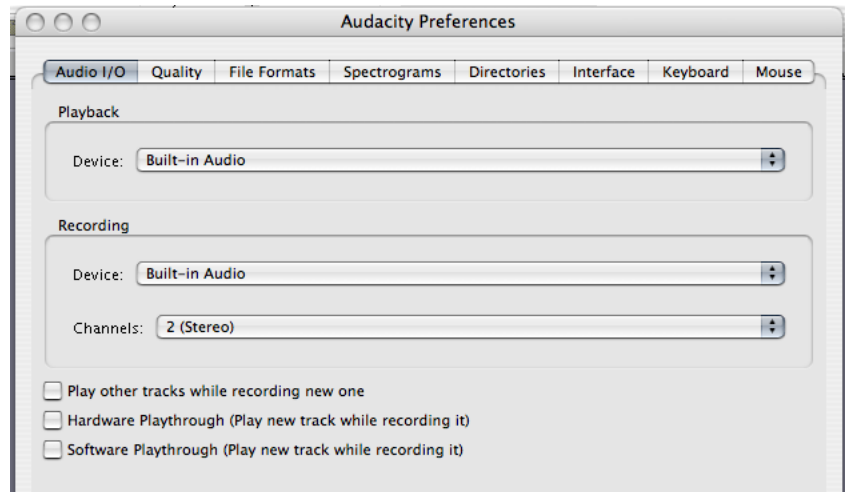 Audacity Preferences
Audio I/O Quality File Formats Spectrograms Directories Interface Keyboard Mouse
Playback
Device: Built-in Audio
Recording
Device: Built-in Audio
Channels: 2 (Stereo)
Play other tracks while recording new one
Hardware Playthrough (Play new track while recording it)
Software Playthrough (Play new track while recording it)